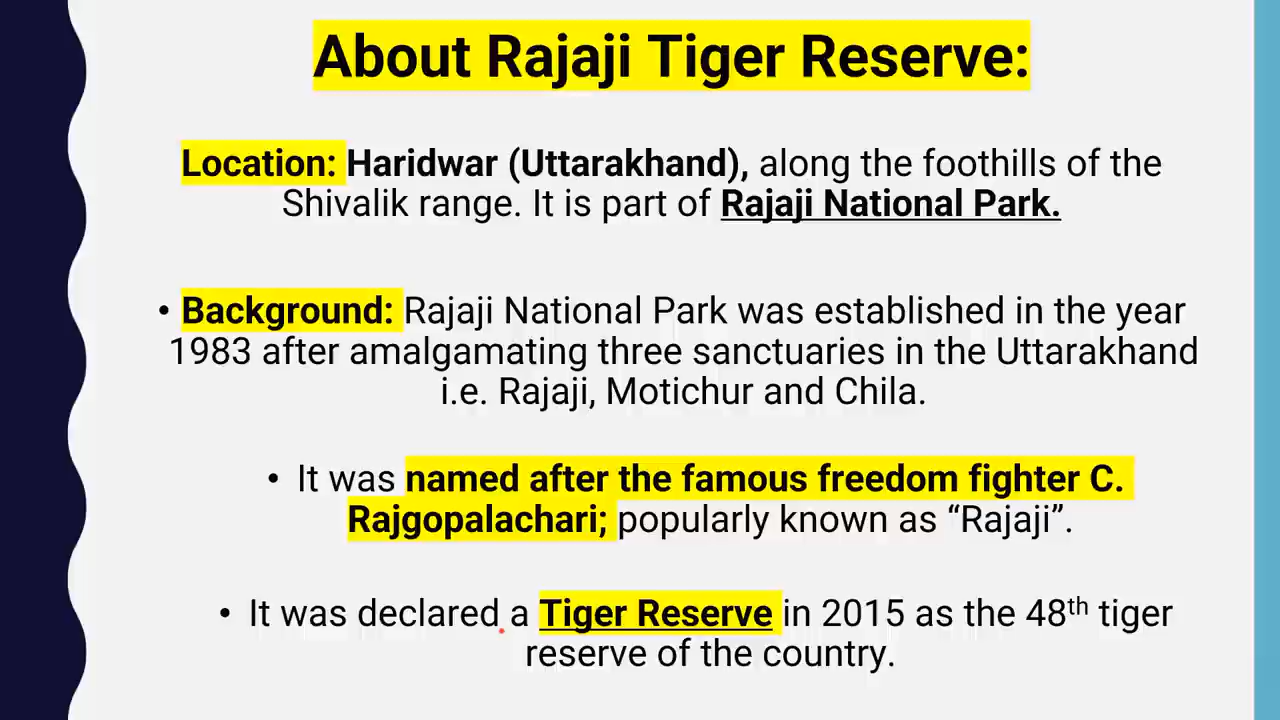 About Rajaji Tiger Reserve:
Location: Haridwar (Uttarakhand), along the foothills of the
Shivalik range. It is part of Rajaji National Park.
• Background: Rajaji National Park was established in the year
1983 after amalgamating three sanctuaries in the Uttarakhand
i.e. Rajaji, Motichur and Chila.
• It was named after the famous freedom fighter C.
Rajgopalachari; popularly known as “Rajaji”.
• It was declared a Tiger Reserve in 2015 as the 48th tiger
reserve of the country.